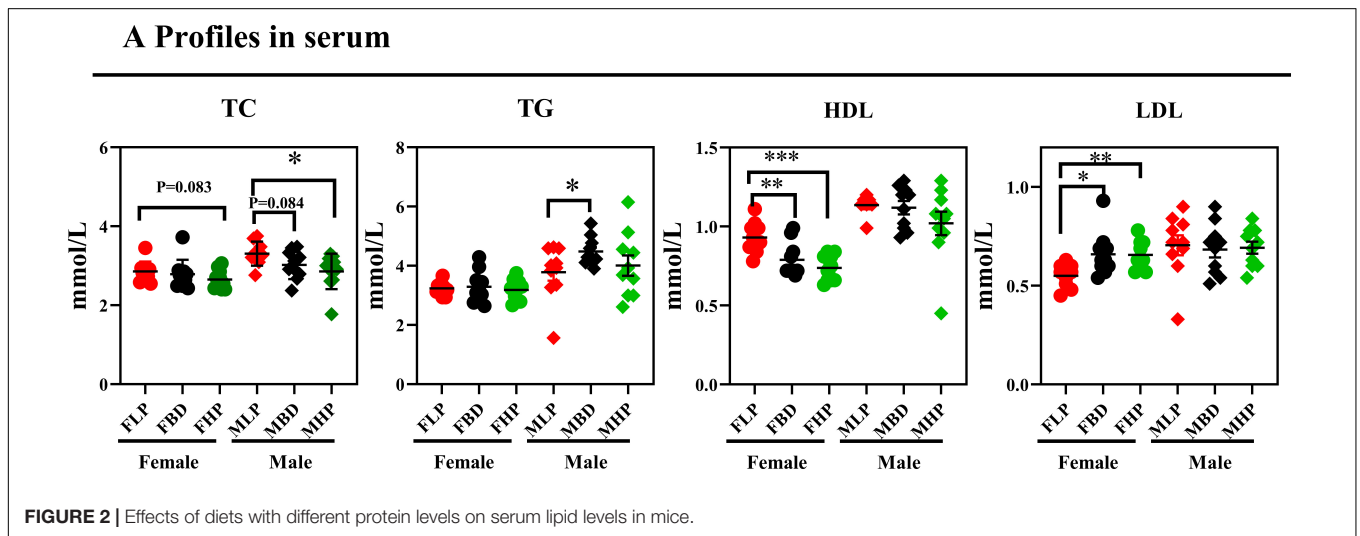 A Profiles in serum
TC
TG
HDL
LDL
mmol/L
6
4
2
0
P=0.083
P=0.084
*
FLP
FBD
FHP
MLP
MBD
MHP
Female
Male
mmol/L
8
6
4
2
0
*
FLP
FBD
FHP
MLP
MBD
MHP
Female
Male
mmol/L
1.5
1.0
0.5
0.0
***
**
FLP
FBD
FHP
MLP
MBD
MHP
Female
Male
mmol/L
1.0
0.5
0.0
**
*
FLP
FBD
FHP
MLP
MBD
MHP
Female
Male
FIGURE 2 | Effects of diets with different protein levels on serum lipid levels in mice.